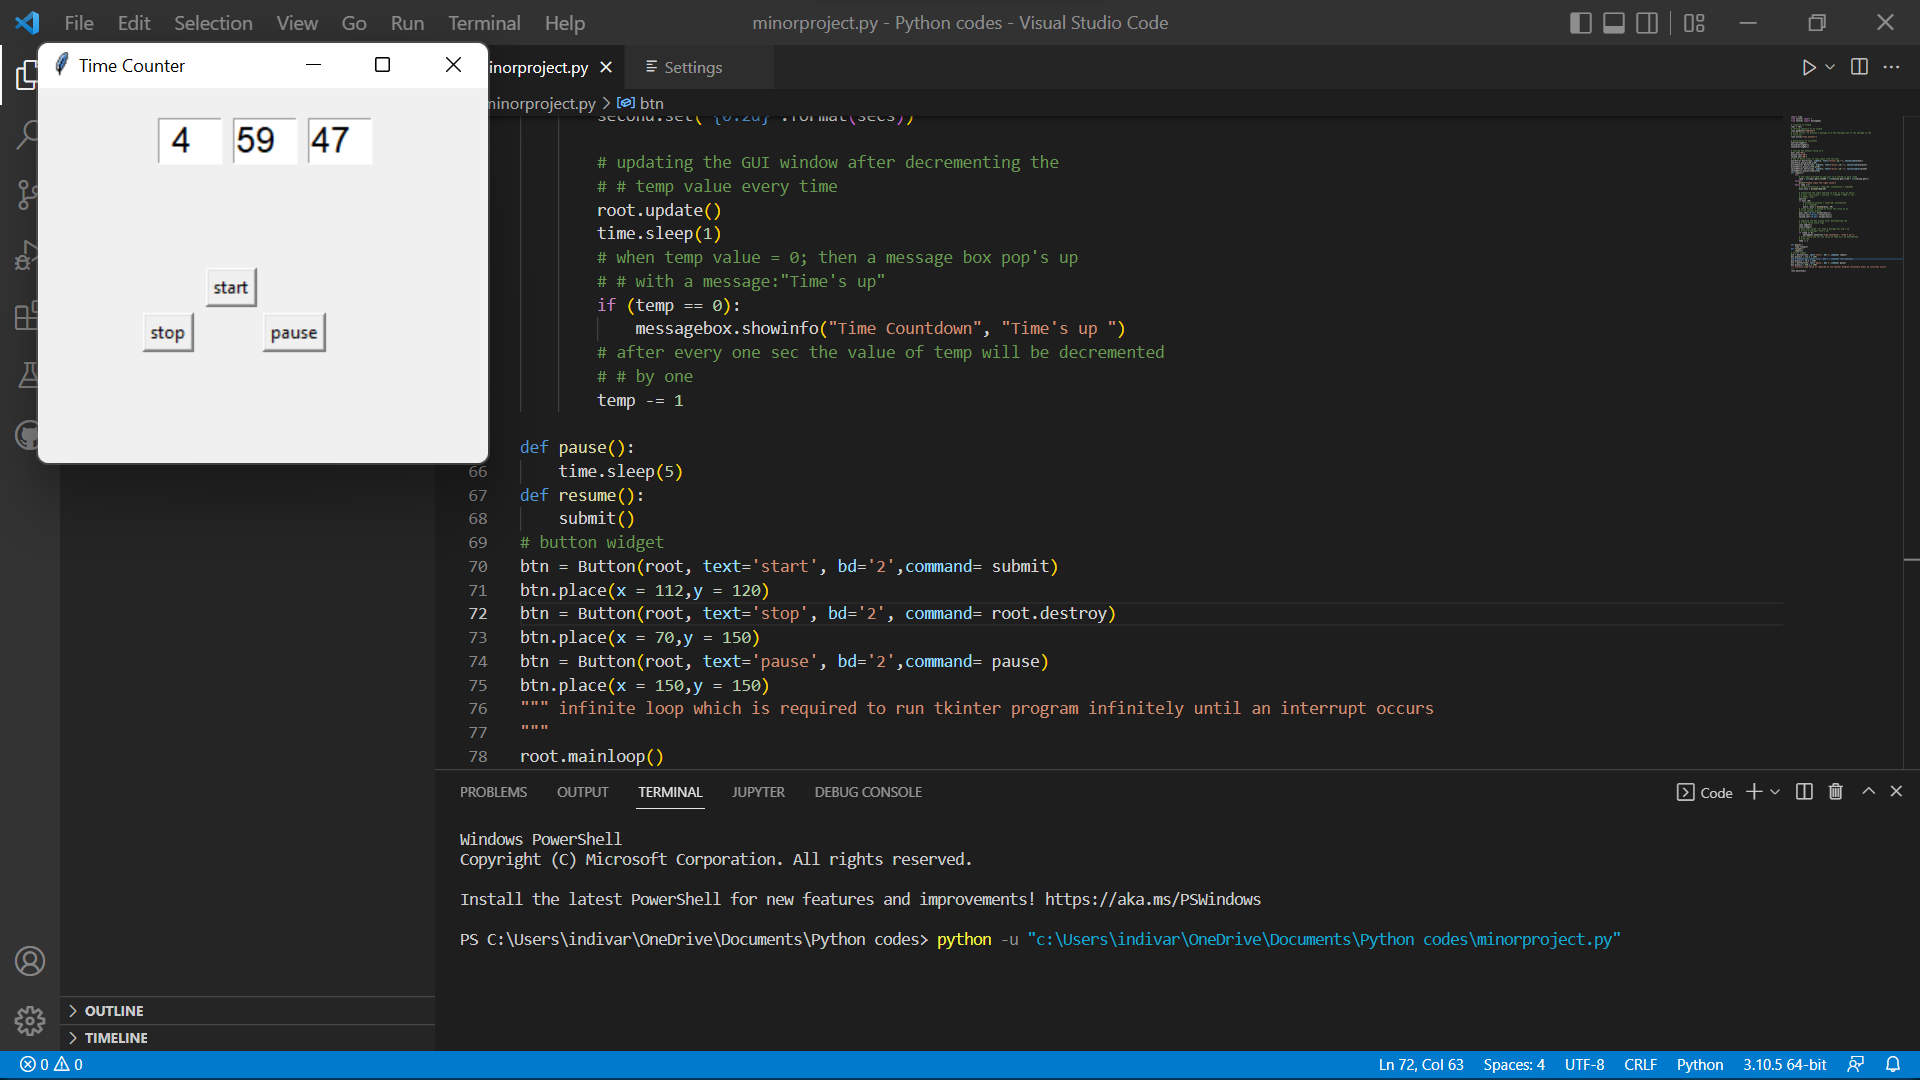 File Edit Selection View Go Run Terminal Help
minorproject.py - Python codes - Visual Studio Code
Time Counter
4 59 47
start
stop
pause
inorproject.py
Settings
minorproject.py > btn
# updating the GUI window after decrementing the
# # temp value every time
root.update()
time.sleep(1)
# when temp value = 0; then a message box pop's up
# # with a message:"Time's up"
if (temp == 0):
messagebox.showinfo("Time Countdown", "Time's up ")
# after every one sec the value of temp will be decremented
# # by one
temp -= 1
def pause():
66 time.sleep(5)
67 def resume():
68 submit()
69 # button widget
70 btn = Button(root, text='start', bd='2',command= submit)
71 btn.place(x = 112,y = 120)
72 btn = Button(root, text='stop', bd='2', command= root.destroy)
73 btn.place(x = 70,y = 150)
74 btn = Button(root, text='pause', bd='2',command= pause)
75 btn.place(x = 150,y = 150)
76 """ infinite loop which is required to run tkinter program infinitely until an interrupt occurs
77 """
78 root.mainloop()
PROBLEMS OUTPUT TERMINAL JUPYTER DEBUG CONSOLE
Code
Windows PowerShell
Copyright (C) Microsoft Corporation. All rights reserved.
Install the latest PowerShell for new features and improvements! https://aka.ms/PSWindows
PS C:\Users\indivar\OneDrive\Documents\Python codes> python -u "c:\Users\indivar\OneDrive\Documents\Python codes\minorproject.py"
OUTLINE
TIMELINE
0 0
Ln 72, Col 63 Spaces: 4 UTF-8 CRLF Python 3.10.5 64-bit